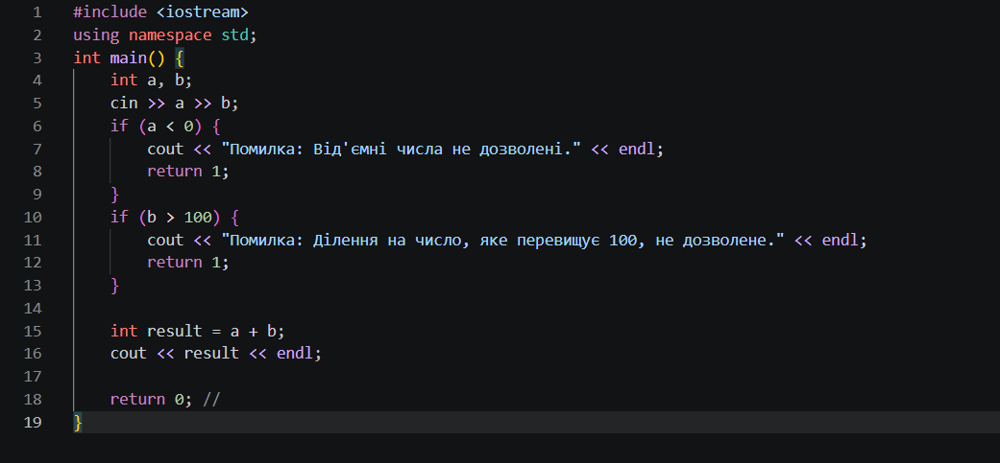 1 #include <iostream>
2 using namespace std;
3 int main() {
4 int a, b;
5 cin >> a >> b;
6 if (a < 0) {
7 cout << "Помилка: Від'ємні числа не дозволені." << endl;
8 return 1;
9 }
10 if (b > 100) {
11 cout << "Помилка: Ділення на число, яке перевищує 100, не дозволене." << endl;
12 return 1;
13 }
14
15 int result = a + b;
16 cout << result << endl;
17
18 return 0; //
19 }